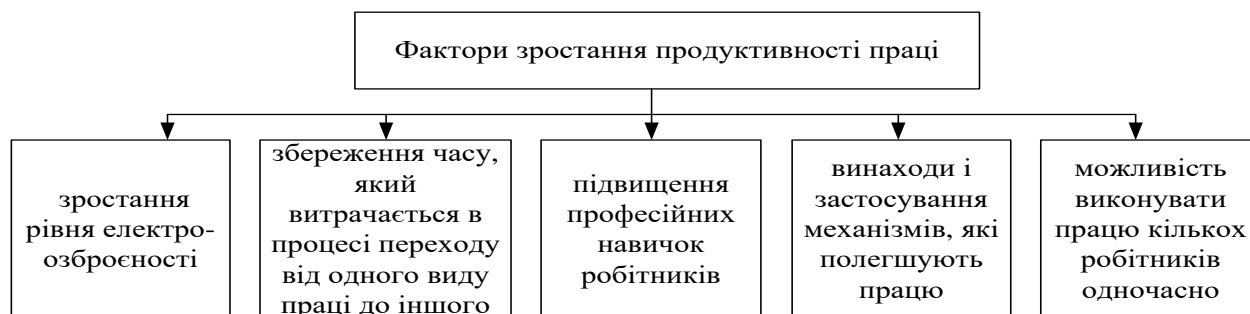 Фактори зростання продуктивності праці
зростання
рівня електро-
озброєності
збереження часу,
який
витрачається в
процесі переходу
від одного виду
праці до іншого
підвищення
професійних
навичок
робітників
винаходи і
застосування
механізмів, які
полегшують
працю
можливість
виконувати
працю кількох
робітників
одночасно